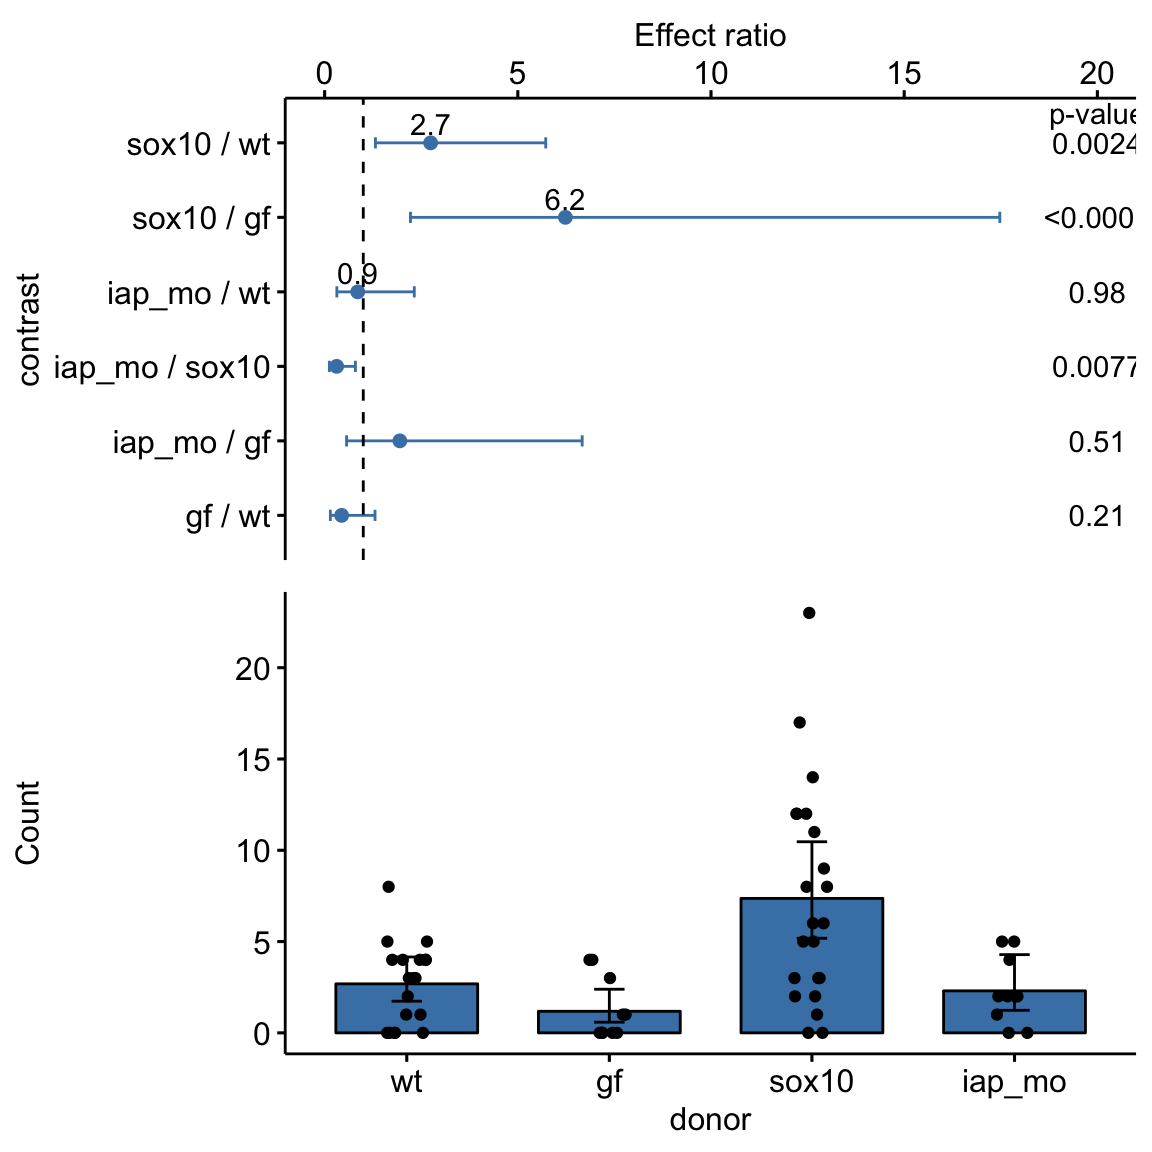 Effect ratio
0 5 10 15 20
p-value
sox10 / wt 2.7 0.0024
sox10 / gf 6.2 <0.000
iap_mo / wt 0.9 0.98
iap_mo / sox10 0.0077
iap_mo / gf 0.51
gf / wt 0.21
contrast
20
15
10
5
0
Count
wt gf sox10 iap_mo
donor